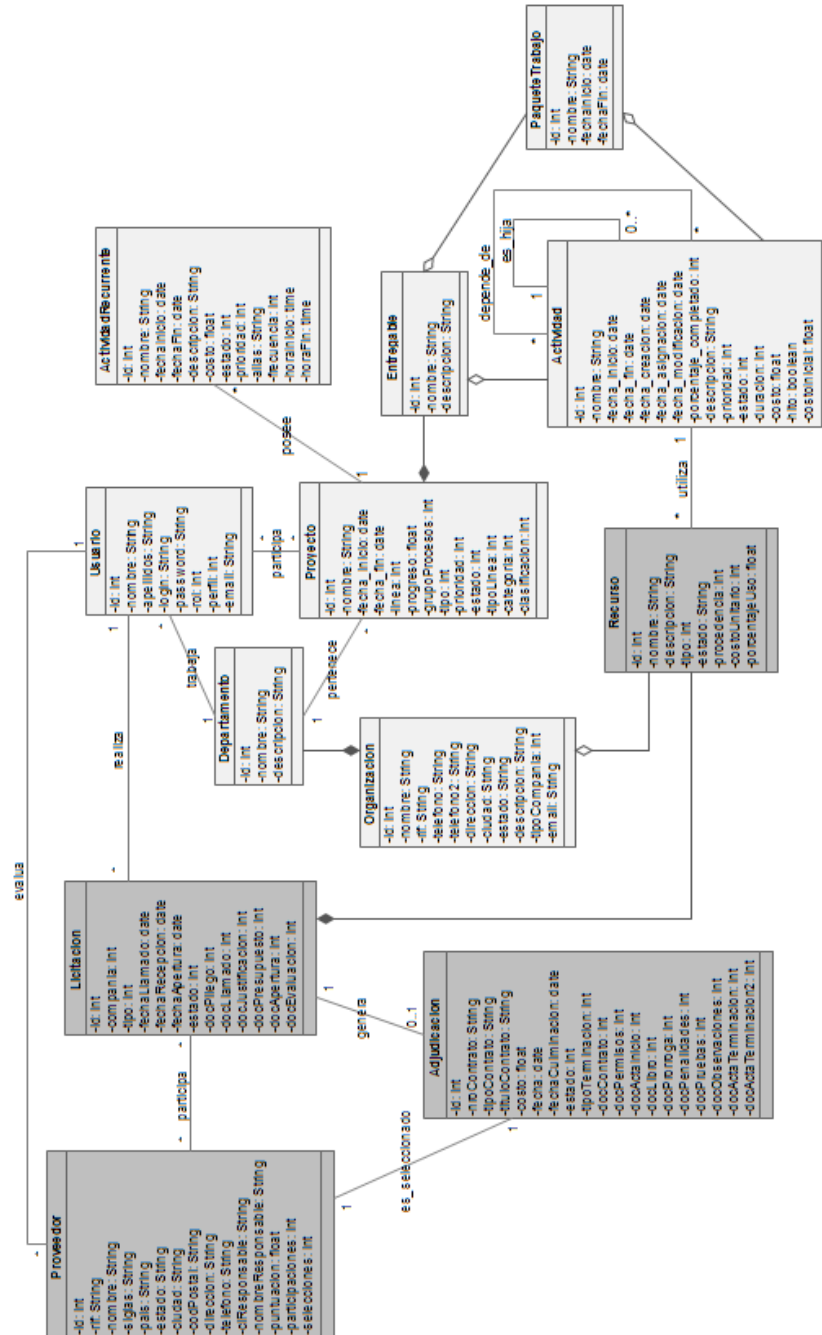 evalua
Proveedor
-id: int
-rif: String
-nombre: String
-siglas: String
-pais: String
-estado: String
-ciudad: String
-codPostal: String
-direccion: String
-telefono: String
-ciResponsable: String
-nombreResponsable: String
-puntuacion: float
-participaciones: int
-selecciones: int
*
1
*
participa
*
1
es_seleccionado
1
Licitacion
-id: int
-compania: int
-tipo: int
-fechaLlamado: date
-fechaRecepcion: date
-fechaApertura: date
-estado: int
-docPliego: int
-docLlamado: int
-docJustificacion: int
-docPresupuesto: int
-docApertura: int
-docEvaluacion: int
*
realiza
1
1
genera
0..1
Adjudicacion
-id: int
-nroContrato: String
-tipoContrato: String
-tituloContrato: String
-costo: float
-fecha: date
-fechaCulminacion: date
-estado: int
-tipoTerminacion: int
-docContrato: int
-docPermisos: int
-docActaInicio: int
-docLibro: int
-docProrroga: int
-docPenalidades: int
-docPruebas: int
-docObservaciones: int
-docActaTerminacion: int
-docActaTerminacion2: int
Usuario
-id: int
-nombre: String
-apellidos: String
-login: String
-password: String
-rol: int
-perfil: int
-email: String
*
trabaja
1
*
participa
*
Departamento
-id: int
-nombre: String
-descripcion: String
1
pertenece
*
Organizacion
-id: int
-nombre: String
-rif: String
-telefono: String
-telefono2: String
-direccion: String
-ciudad: String
-estado: String
-descripcion: String
-tipoCompania: int
-email: String
Proyecto
-id: int
-nombre: String
-fecha_inicio: date
-fecha_fin: date
-linea: int
-progreso: float
-grupoProcesos: int
-tipo: int
-prioridad: int
-estado: int
-tipoLinea: int
-categoria: int
-clasificacion: int
1
posee
*
ActividadRecurrente
-id: int
-nombre: String
-fechaInicio: date
-fechaFin: date
-descripcion: String
-costo: float
-estado: int
-prioridad: int
-alias: String
-frecuencia: int
-horaInicio: time
-horaFin: time
Entregable
-id: int
-nombre: String
-descripcion: String
Recurso
-id: int
-nombre: String
-descripcion: String
-tipo: int
-estado: String
-procedencia: int
-costoUnitario: int
-porcentajeUso: float
*
utiliza
1
Actividad
-id: int
-nombre: String
-fecha_inicio: date
-fecha_fin: date
-fecha_creacion: date
-fecha_asignacion: date
-fecha_modificacion: date
-porcentaje_completado: int
-descripcion: String
-prioridad: int
-estado: int
-duracion: int
-costo: float
-hito: boolean
-costoInicial: float
depende_de
*
*
es_hija
1
0..*
PaqueteTrabajo
-id: int
-nombre: String
-fechaInicio: date
-fechaFin: date